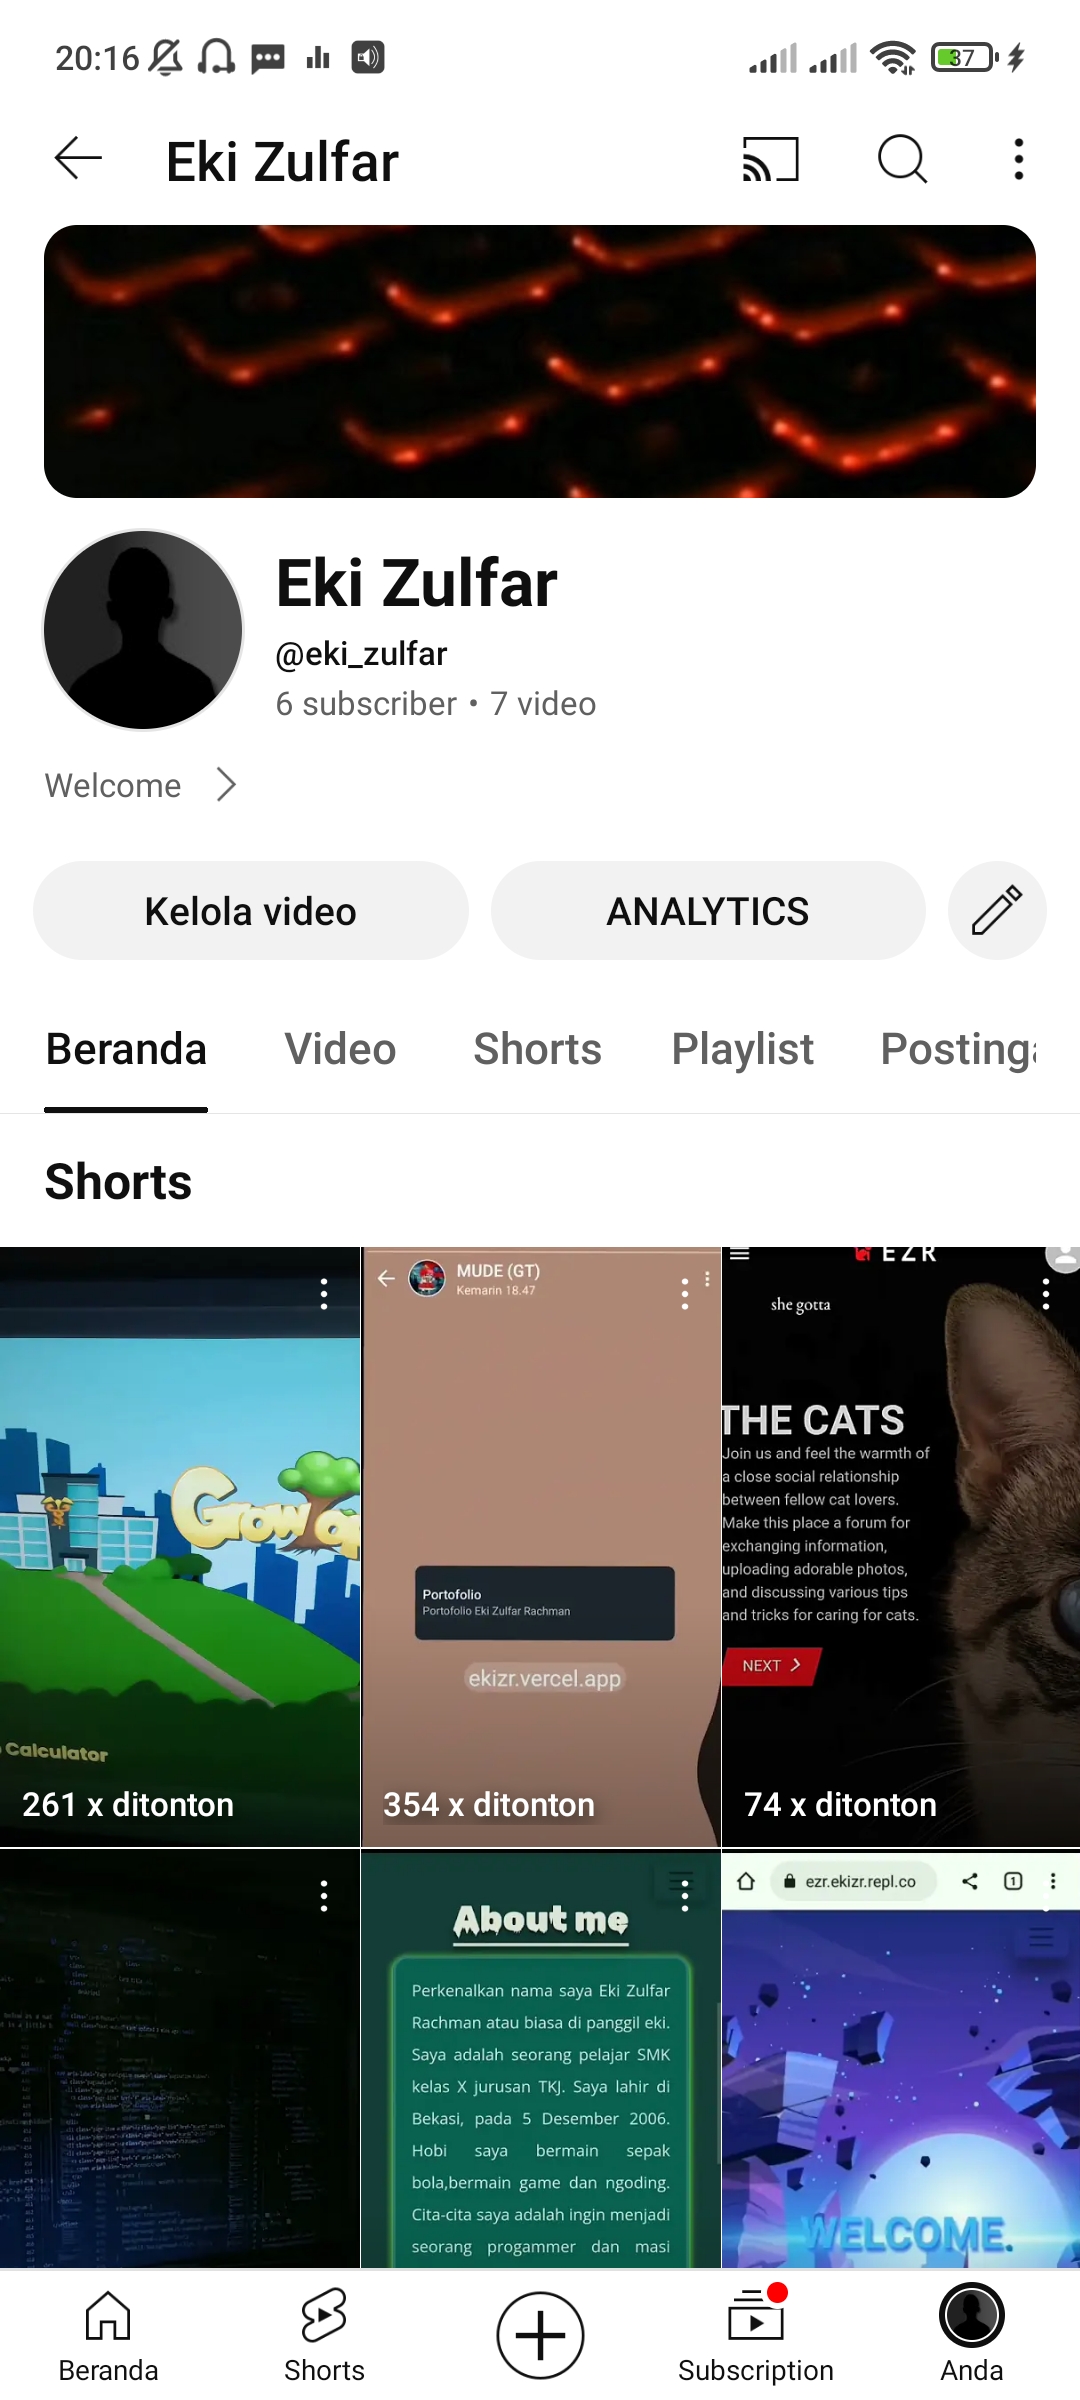 20:16
37
Eki Zulfar
Eki Zulfar
@eki_zulfar
6 subscriber • 7 video
Welcome
Kelola video
ANALYTICS
Beranda
Video
Shorts
Playlist
Posting
Shorts
Grow
Calculator
261 x ditonton
MUDE (GT)
Kemarin 18.47
Portofolio
Portofolio Eki Zulfar Rachman
ekizr.vercel.app
354 x ditonton
EZR
she gotta
THE CATS
Join us and feel the warmth of
a close social relationship
between fellow cat lovers.
Make this place a forum for
exchanging information,
uploading adorable photos,
and discussing various tips
and tricks for caring for cats.
NEXT
74 x ditonton
About me
Perkenalkan nama saya Eki Zulfar
Rachman atau biasa di panggil eki.
Saya adalah seorang pelajar SMK
kelas X jurusan TKJ. Saya lahir di
Bekasi, pada 5 Desember 2006.
Hobi saya bermain sepak
bola,bermain game dan ngoding.
Cita-cita saya adalah ingin menjadi
seorang progammer dan masi
ezr.ekizr.repl.co
1
WELCOME.
Beranda
Shorts
Subscription
Anda